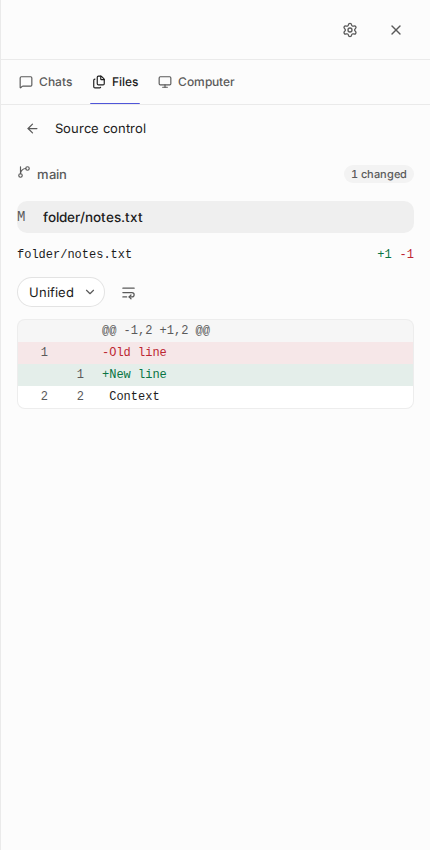 Chats Files Computer
Source control
main 1 changed
M folder/notes.txt
folder/notes.txt +1 -1
Unified
@@ -1,2 +1,2 @@
1 -Old line
1 +New line
2 2 Context